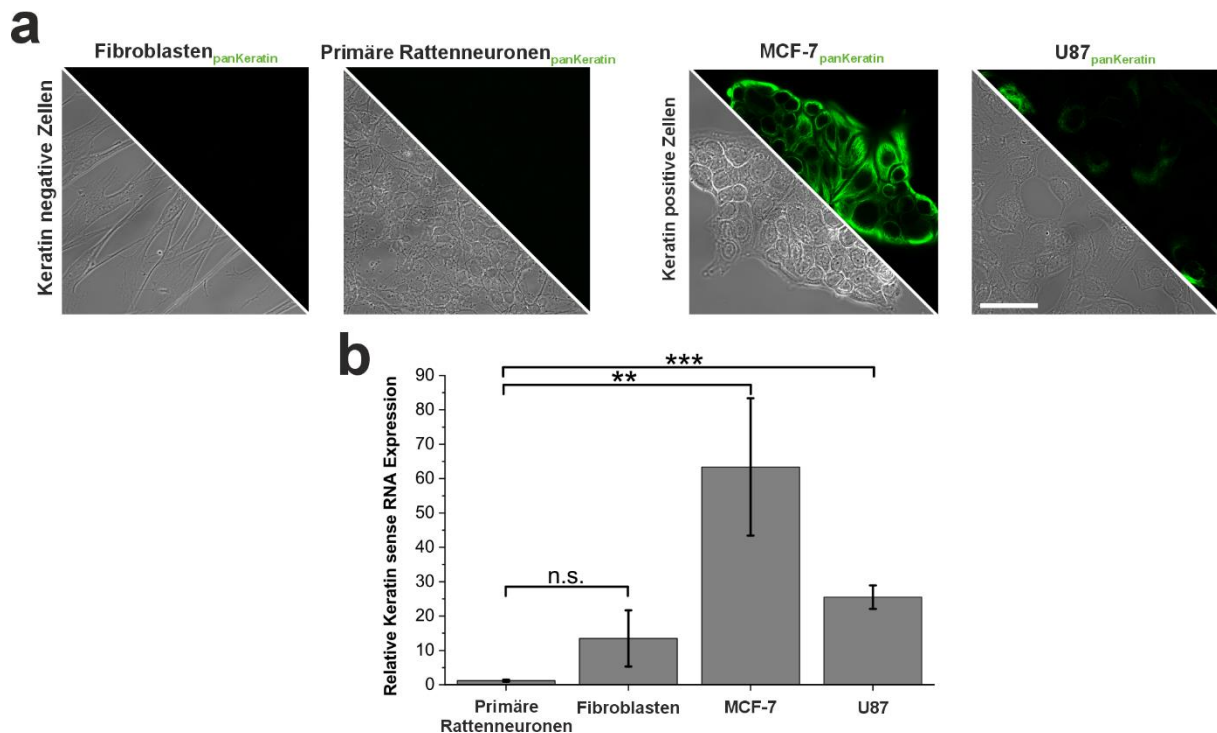 a
Fibroblasten panKeratin
Primäre Rattenneuronen panKeratin
MCF-7 panKeratin
U87 panKeratin
Keratin negative Zellen
Keratin positive Zellen
b
Relative Keratin sense RNA Expression
90
80
70
60
50
40
30
20
10
0
***
**
n.s.
Primäre
Rattenneuronen
Fibroblasten
MCF-7
U87